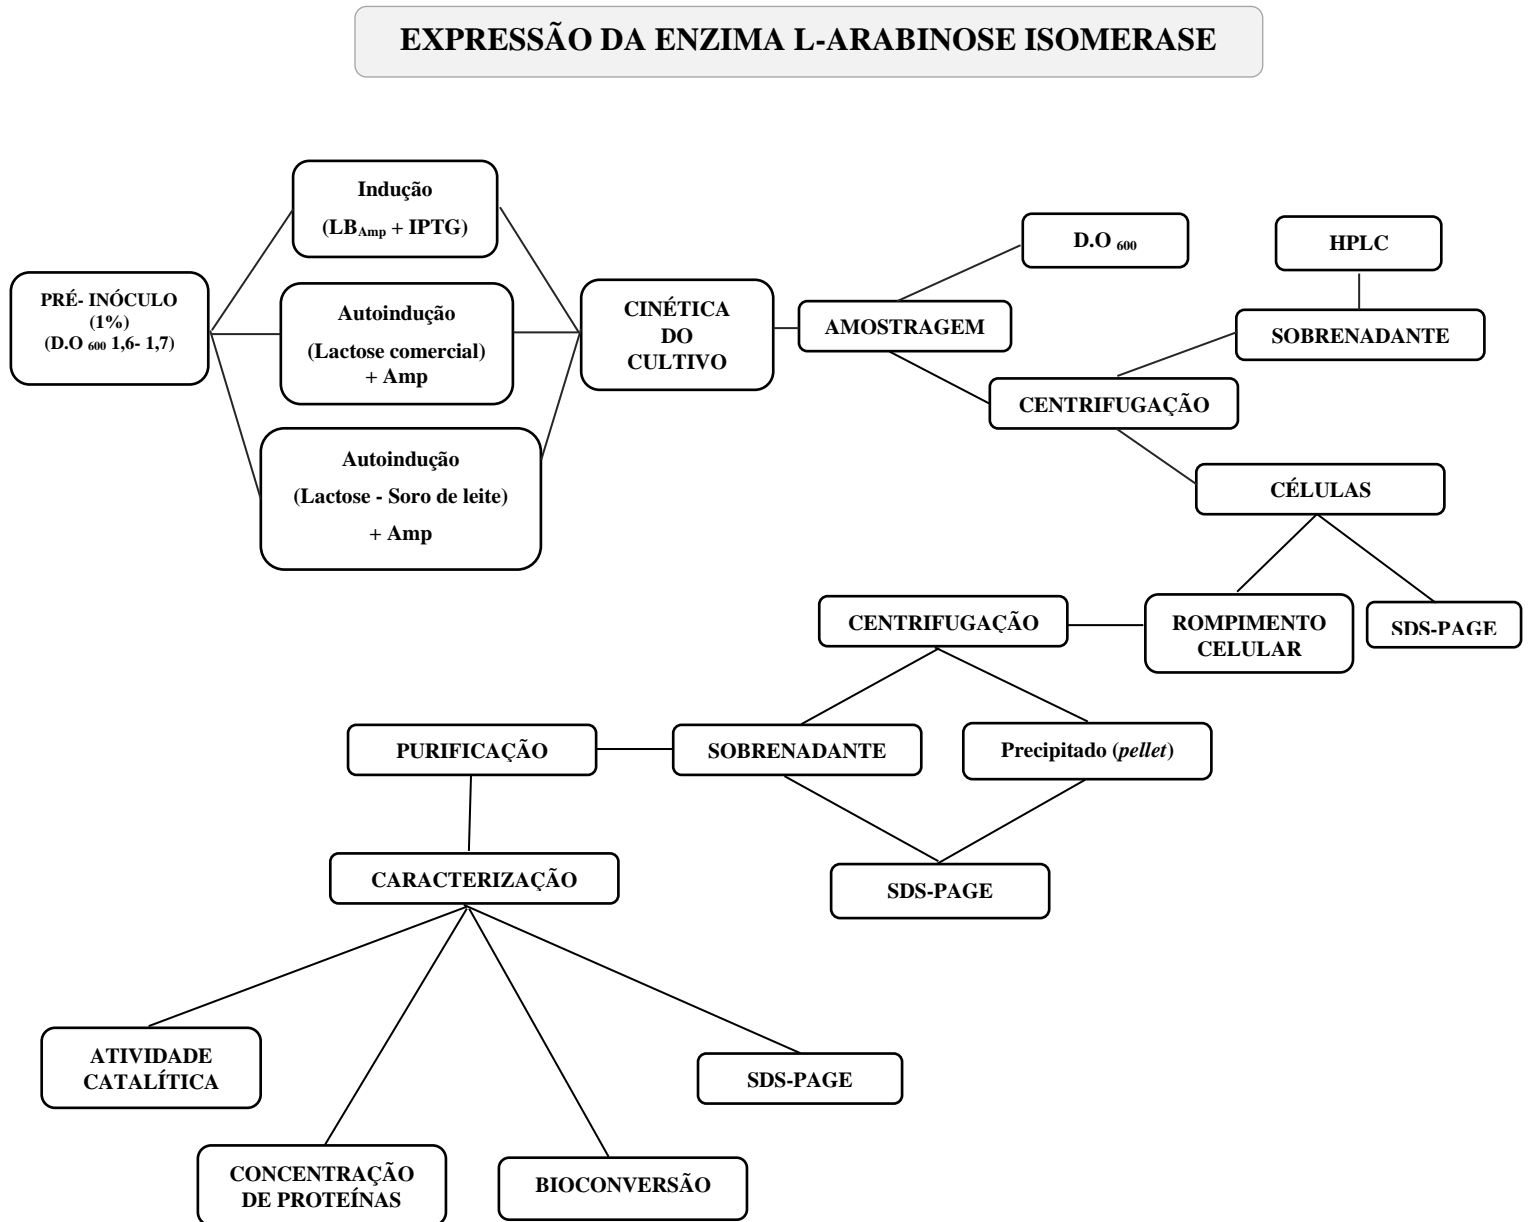 EXPRESSÃO DA ENZIMA L-ARABINOSE ISOMERASE
PRÉ- INÓCULO
(1%)
(D.O 600 1,6- 1,7)
Indução
(LBAmp + IPTG)
Autoindução
(Lactose comercial)
+ Amp
Autoindução
(Lactose - Soro de leite)
+ Amp
CINÉTICA
DO
CULTIVO
AMOSTRAGEM
D.O 600
HPLC
SOBRENADANTE
CENTRIFUGAÇÃO
CÉLULAS
SDS-PAGE
ROMPIMENTO
CELULAR
CENTRIFUGAÇÃO
PURIFICAÇÃO
SOBRENADANTE
Precipitado (pellet)
SDS-PAGE
CARACTERIZAÇÃO
ATIVIDADE
CATALÍTICA
SDS-PAGE
CONCENTRAÇÃO
DE PROTEÍNAS
BIOCONVERSÃO